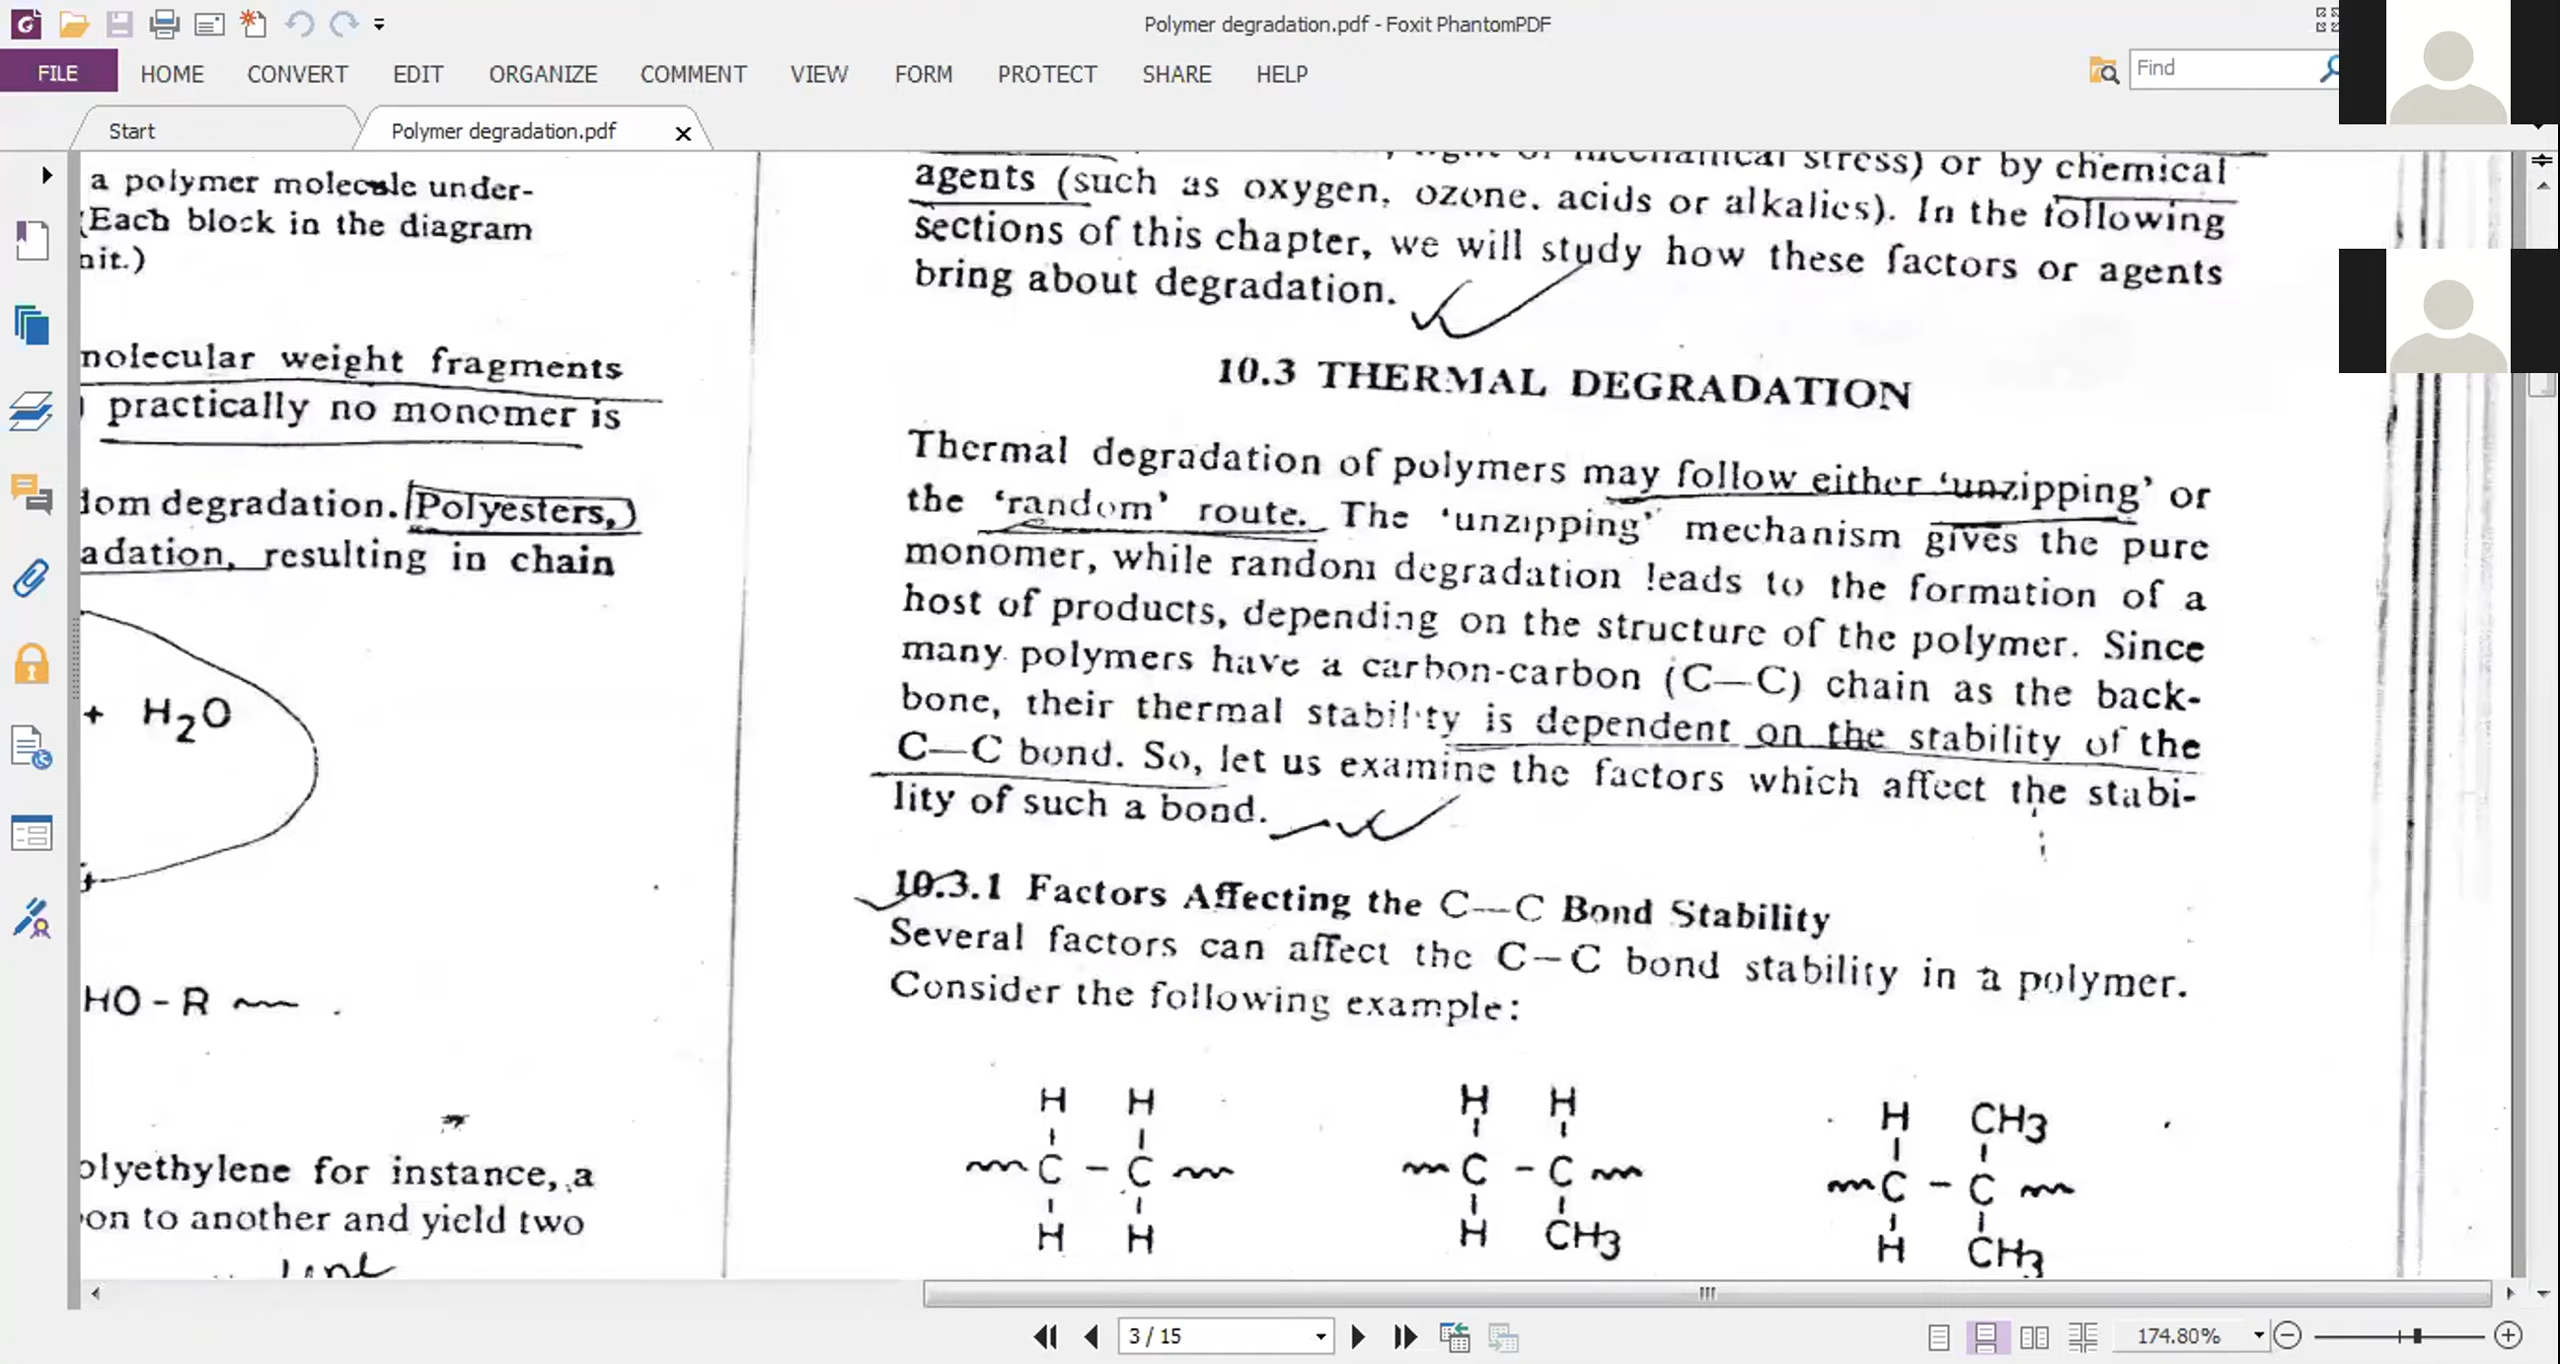 Polymer degradation.pdf - Foxit PhantomPDF
FILE HOME CONVERT EDIT ORGANIZE COMMENT VIEW FORM PROTECT SHARE HELP
Find
Start
Polymer degradation.pdf
a polymer molecule under-
(Each block in the diagram
nit.)
nolecular weight fragments
) practically no monomer is
dom degradation. Polyesters,
adation, resulting in chain
+ H2O
HO - R
olyethylene for instance, a
on to another and yield two
mechanical stress) or by chemical
agents (such as oxygen, ozone, acids or alkalies). In the following
sections of this chapter, we will study how these factors or agents
bring about degradation.
10.3 THERMAL DEGRADATION
Thermal degradation of polymers may follow either ‘unzipping’ or
the ‘random’ route. The ‘unzipping’ mechanism gives the pure
monomer, while random degradation leads to the formation of a
host of products, depending on the structure of the polymer. Since
many polymers have a carbon-carbon (C—C) chain as the back-
bone, their thermal stability is dependent on the stability of the
C—C bond. So, let us examine the factors which affect the stabi-
lity of such a bond.
10.3.1 Factors Affecting the C—C Bond Stability
Several factors can affect the C—C bond stability in a polymer.
Consider the following example:
H H H H H CH3
C - C C - C C - C
H H H CH3 H CH3
3 / 15
174.80%